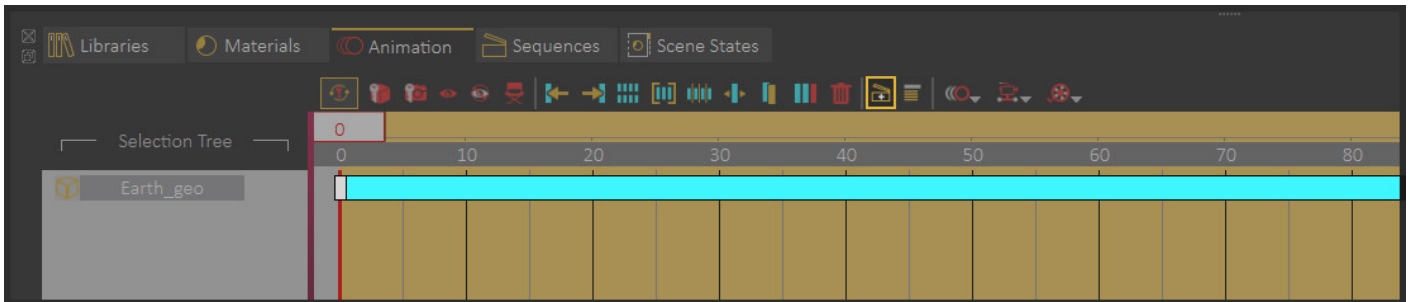 Libraries Materials Animation Sequences Scene States
Selection Tree
0
0 10 20 30 40 50 60 70 80
Earth_geo